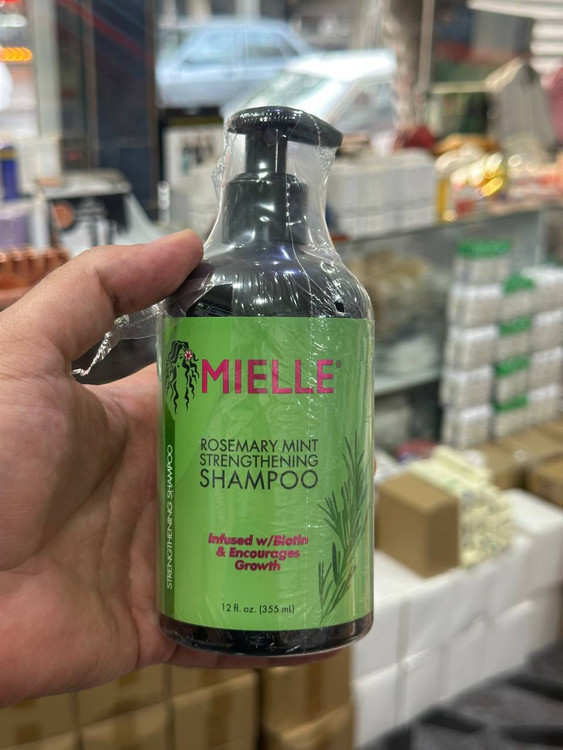 MIELLE®
ROSEMARY MINT
STRENGTHENING
SHAMPOO
Infused w/Biotin
& Encourages
Growth
12 fl. oz. (355 mL)
STRENGTHENING SHAMPOO